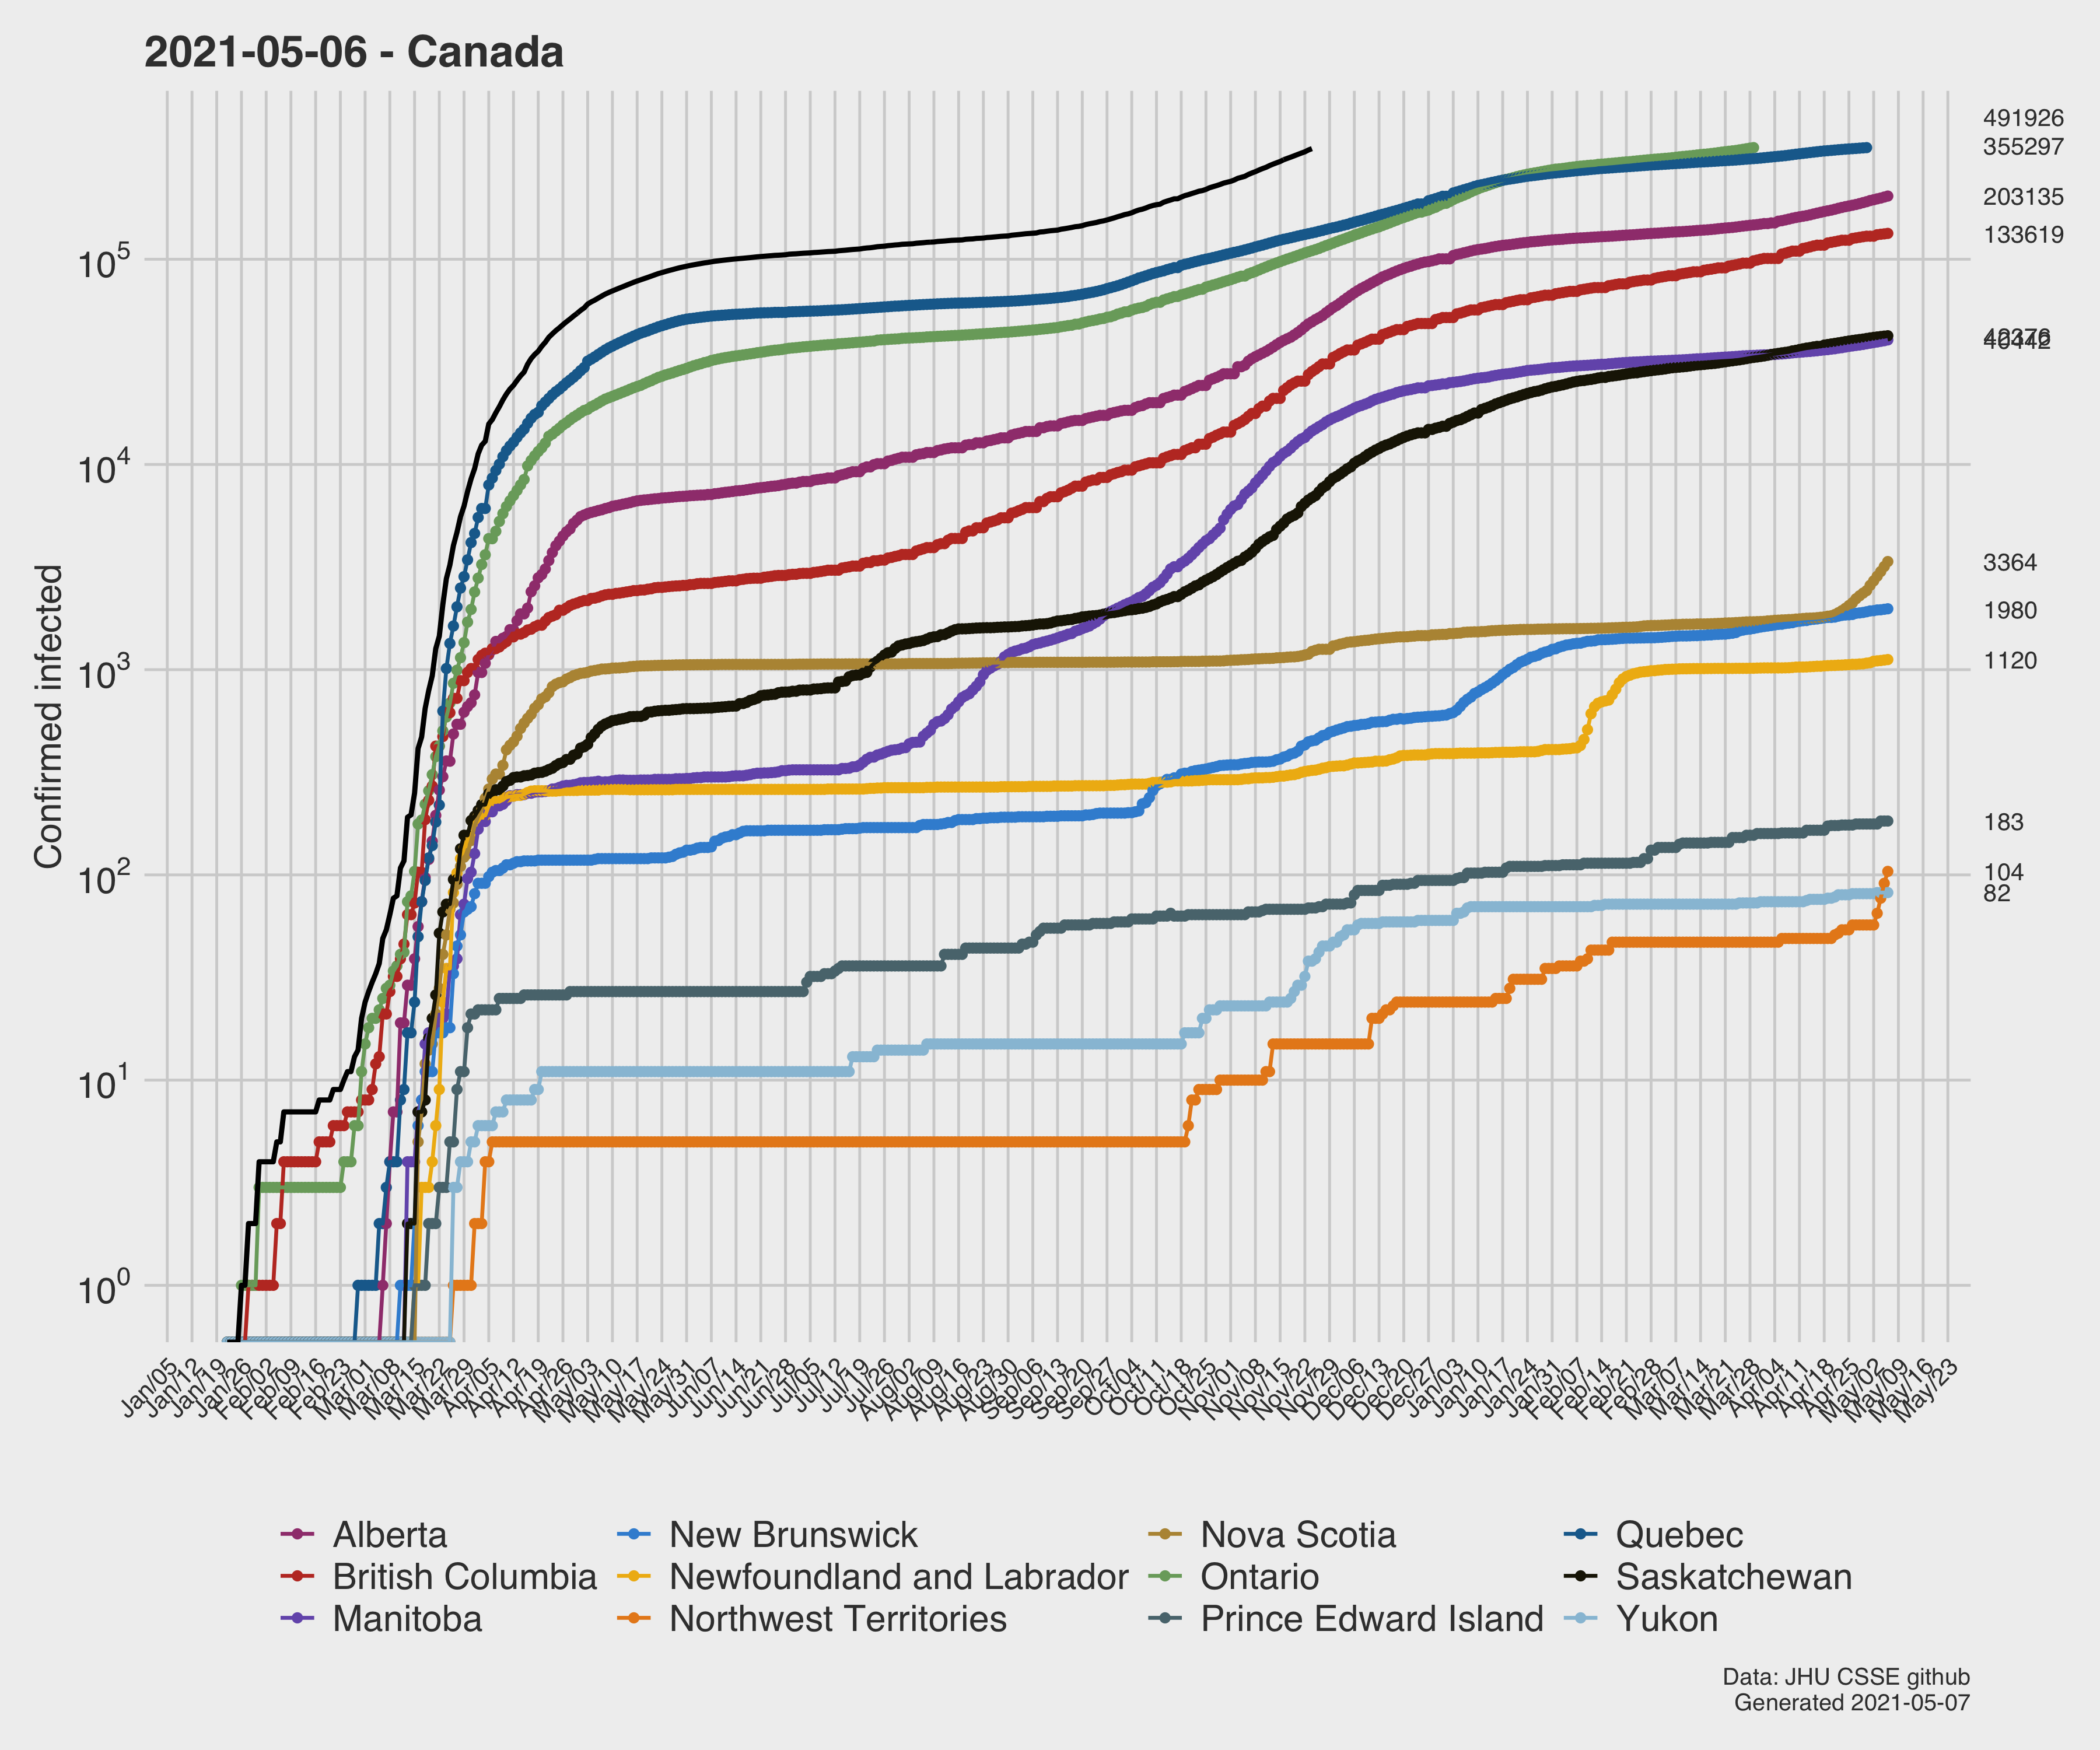 2021-05-06 - Canada
491926
355297
203135
133619
3364
1980
1120
183
104
82
Confirmed infected
10⁵
10⁴
10³
10²
10¹
10⁰
Jan/05
Jan/12
Jan/19
Jan/26
Feb/02
Feb/09
Feb/16
Feb/23
Mar/01
Mar/08
Mar/15
Mar/22
Mar/29
Apr/05
Apr/12
Apr/19
Apr/26
May/03
May/10
May/17
May/24
May/31
Jun/07
Jun/14
Jun/21
Jun/28
Jul/05
Jul/12
Jul/19
Jul/26
Aug/02
Aug/09
Aug/16
Aug/23
Aug/30
Sep/06
Sep/13
Sep/20
Sep/27
Oct/04
Oct/11
Oct/18
Oct/25
Nov/01
Nov/08
Nov/15
Nov/22
Nov/29
Dec/06
Dec/13
Dec/20
Dec/27
Jan/03
Jan/10
Jan/17
Jan/24
Jan/31
Feb/07
Feb/14
Feb/21
Feb/28
Mar/07
Mar/14
Mar/21
Mar/28
Apr/04
Apr/11
Apr/18
Apr/25
May/02
May/09
May/16
May/23
Alberta
British Columbia
Manitoba
New Brunswick
Newfoundland and Labrador
Northwest Territories
Nova Scotia
Ontario
Prince Edward Island
Quebec
Saskatchewan
Yukon
Data: JHU CSSE github
Generated 2021-05-07